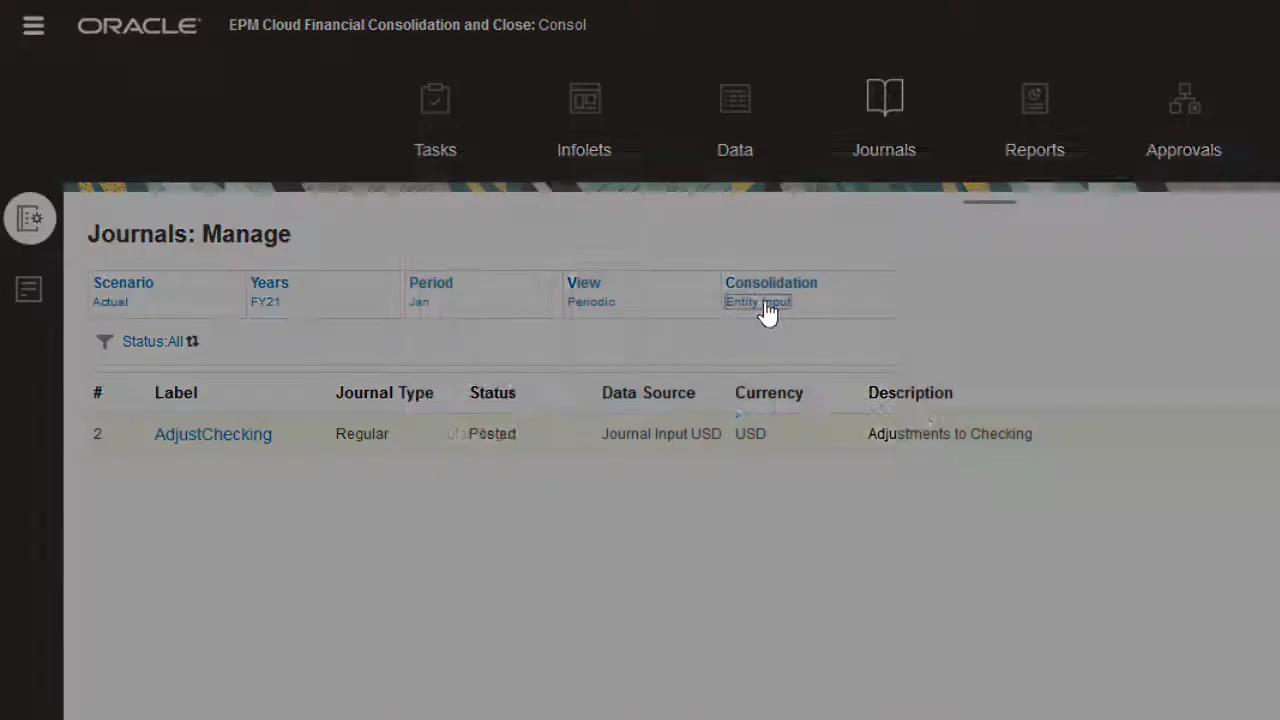 ORACLE EPM Cloud Financial Consolidation and Close: Consol
Tasks Infolets Data Journals Reports Approvals
Journals: Manage
Scenario Years Period View Consolidation
Actual FY21 Jan Periodic Entity Input
Status:All
# Label Journal Type Status Data Source Currency Description
2 AdjustChecking Regular Posted Journal Input USD USD Adjustments to Checking